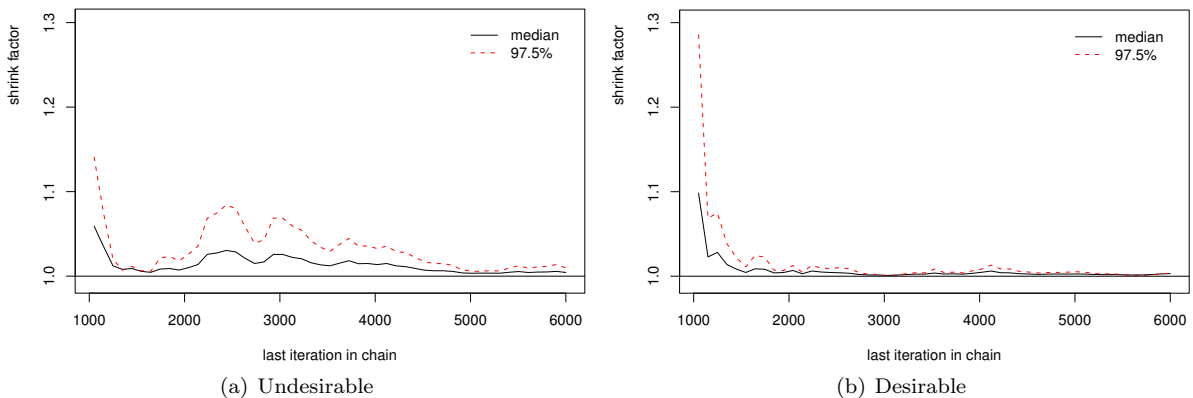 shrink factor
1.0 1.1 1.2 1.3
median
97.5%
1000 2000 3000 4000 5000 6000
last iteration in chain
(a) Undesirable
shrink factor
1.0 1.1 1.2 1.3
median
97.5%
1000 2000 3000 4000 5000 6000
last iteration in chain
(b) Desirable